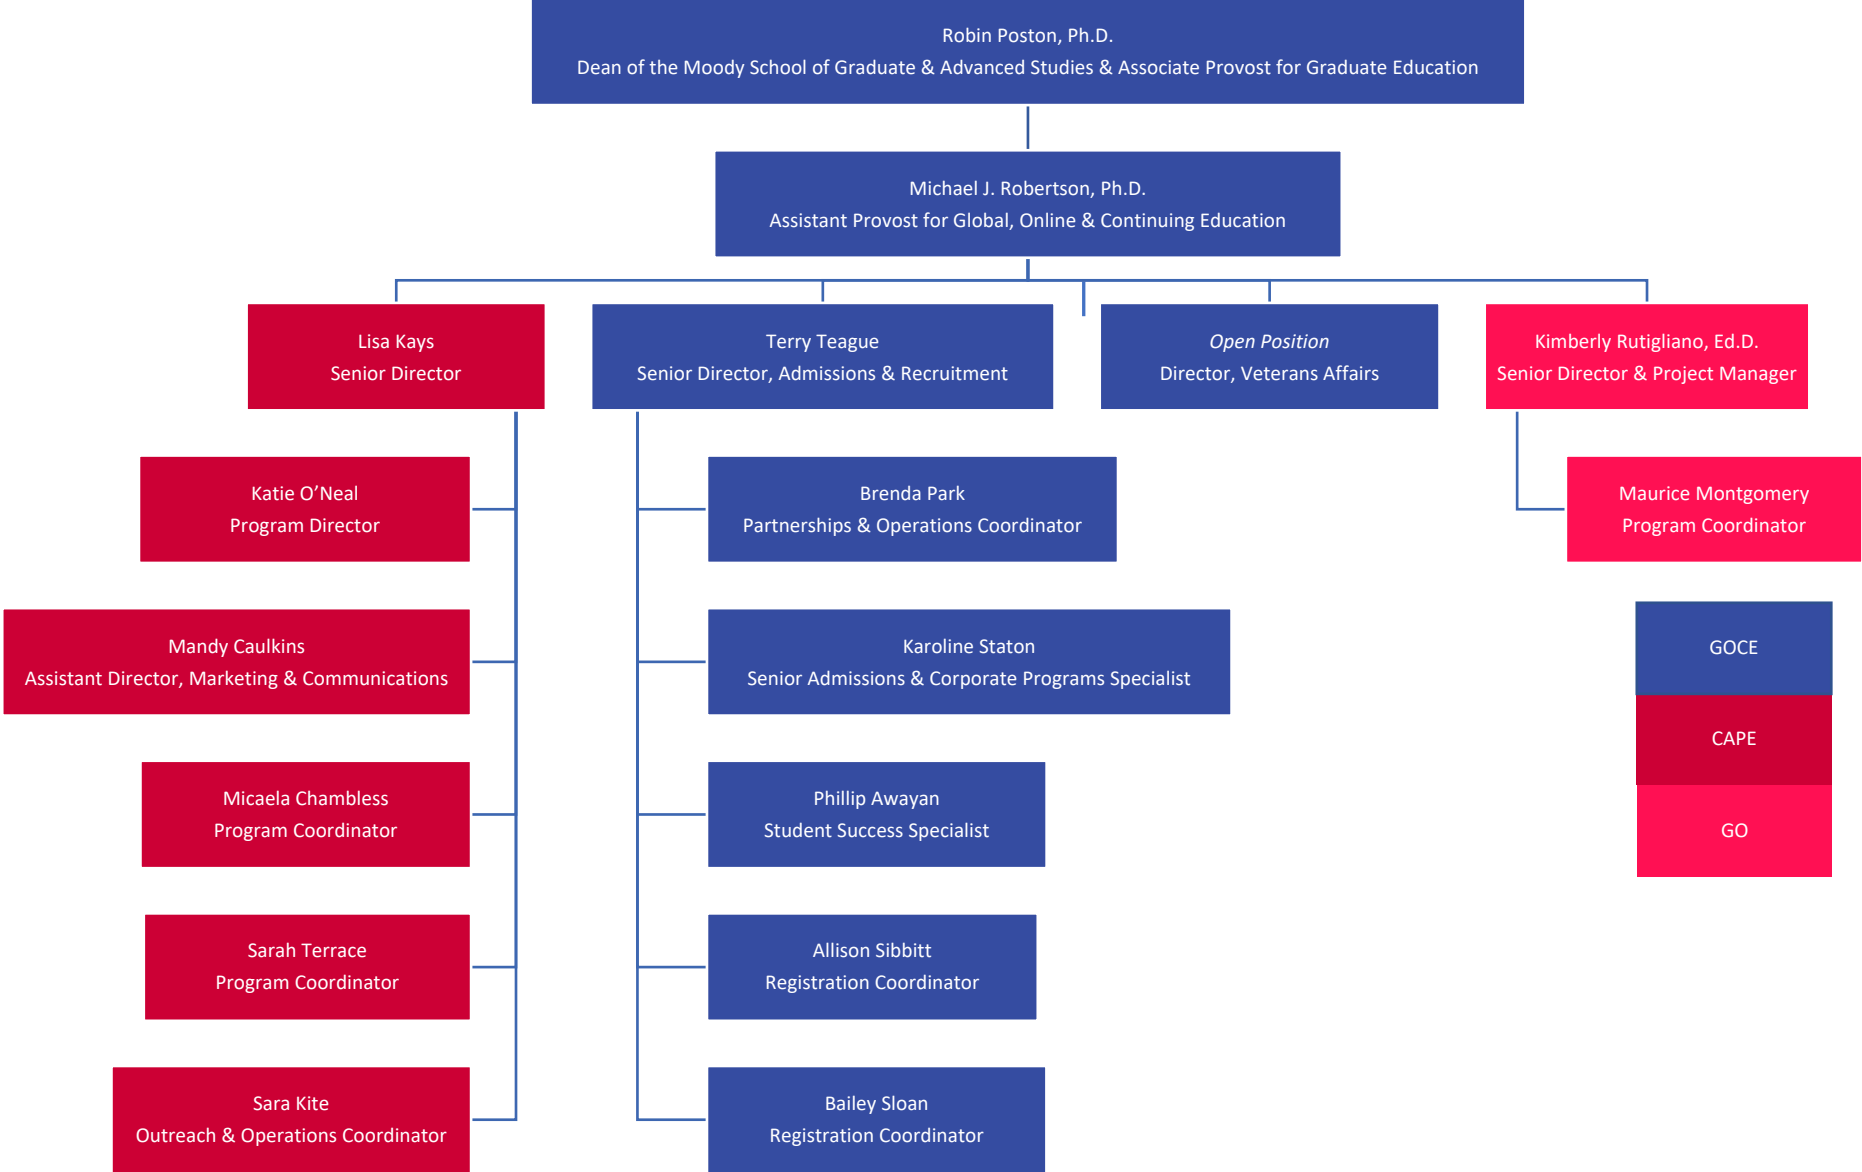 Robin Poston, Ph.D.
Dean of the Moody School of Graduate & Advanced Studies & Associate Provost for Graduate Education
Michael J. Robertson, Ph.D.
Assistant Provost for Global, Online & Continuing Education
Lisa Kays
Senior Director
Terry Teague
Senior Director, Admissions & Recruitment
Open Position
Director, Veterans Affairs
Kimberly Rutigliano, Ed.D.
Senior Director & Project Manager
Katie O’Neal
Program Director
Brenda Park
Partnerships & Operations Coordinator
Maurice Montgomery
Program Coordinator
Mandy Caulkins
Assistant Director, Marketing & Communications
Karoline Staton
Senior Admissions & Corporate Programs Specialist
GOCE
CAPE
GO
Micaela Chambless
Program Coordinator
Phillip Awayan
Student Success Specialist
Sarah Terrace
Program Coordinator
Allison Sibbitt
Registration Coordinator
Sara Kite
Outreach & Operations Coordinator
Bailey Sloan
Registration Coordinator